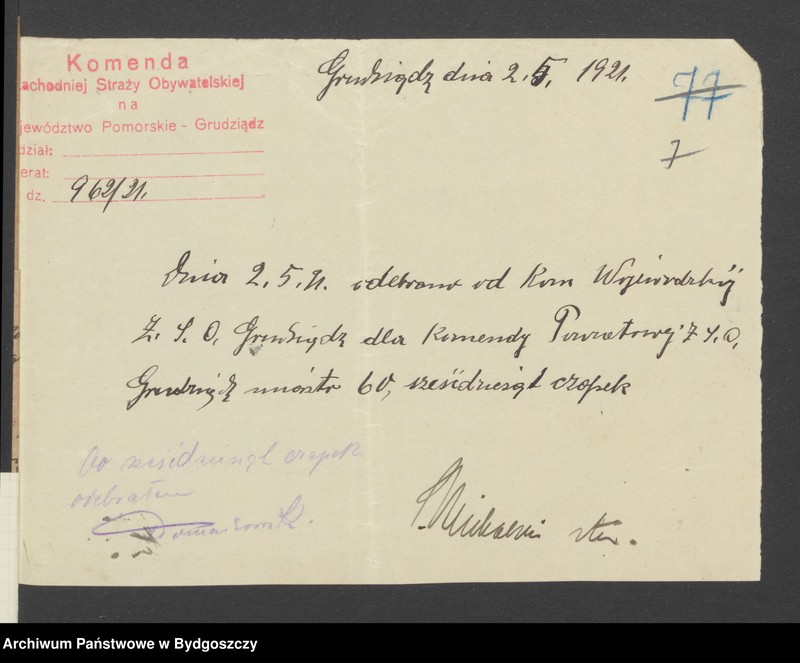 Komenda
achodniej Straży Obywatelskiej
na
jewództwo Pomorskie - Grudziądz
dział:
erat:
dz. 962/21.
Grudziądz dnia 2.5. 1921.
77
7
Dnia 2.5.21. odebrano od Kom Wojewódzkiej
Z. S. O. Grudziądz dla Komendy Powiatowej Z S. O.
Grudziądz miasto 60, sześćdziesiąt czapek
60 sześćdziesiąt czapek
odebrałem
Archiwum Państwowe w Bydgoszczy